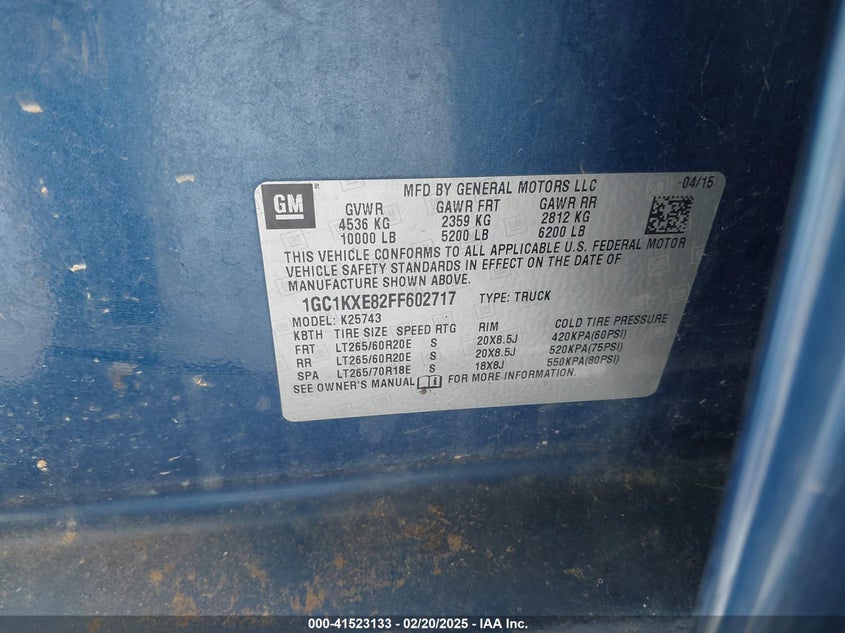 GM
MFD BY GENERAL MOTORS LLC 04/15
GVWR GAWR FRT GAWR RR
4536 KG 2359 KG 2812 KG
10000 LB 5200 LB 6200 LB
THIS VEHICLE CONFORMS TO ALL APPLICABLE U.S. FEDERAL MOTOR
VEHICLE SAFETY STANDARDS IN EFFECT ON THE DATE OF
MANUFACTURE SHOWN ABOVE.
1GC1KXE82FF602717 TYPE: TRUCK
MODEL: K25743
KBTH TIRE SIZE SPEED RTG RIM COLD TIRE PRESSURE
FRT LT265/60R20E S 20X8.5J 420KPA(60PSI)
RR LT265/60R20E S 20X8.5J 520KPA(75PSI)
SPA LT265/70R18E S 18X8J 550KPA(80PSI)
SEE OWNER'S MANUAL FOR MORE INFORMATION.
000-41523133 - 02/20/2025 - IAA Inc.